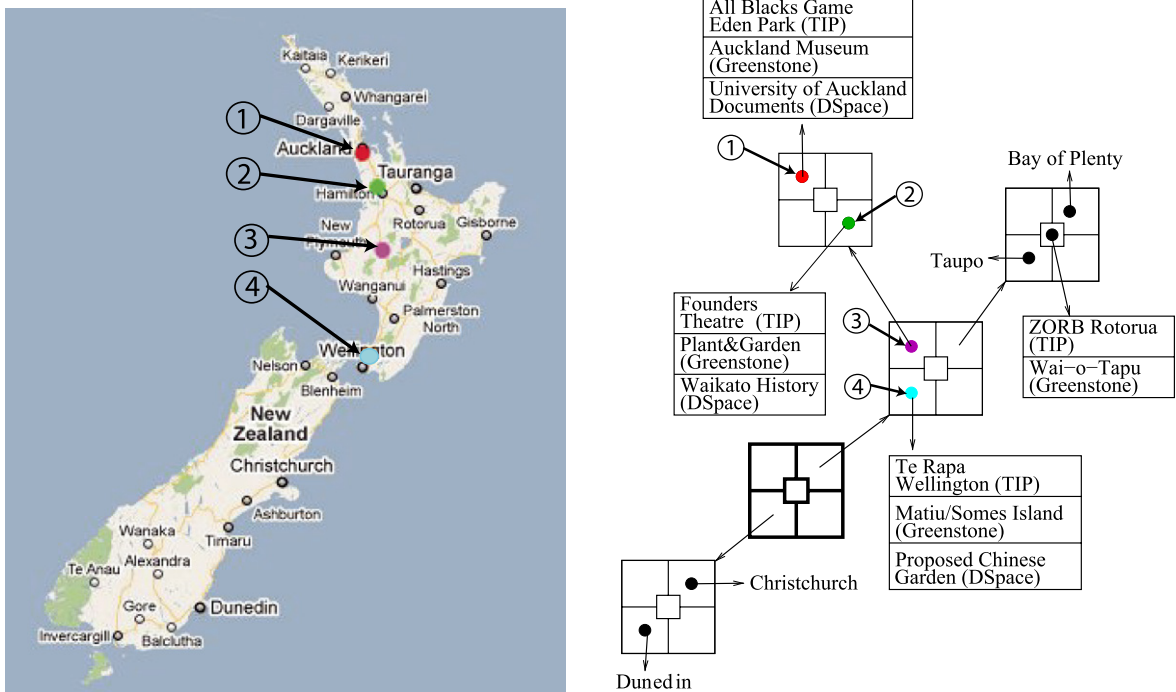 Kaitaia
Kerikeri
Whangarei
Dargaville
①
Auckland
②
Tauranga
Hamilton
③
New
Plymouth
Rotorua
Gisborne
Hastings
④
Wanganui
Palmerston
North
Wellington
Nelson
Blenheim
New
Zealand
Christchurch
Ashburton
Timaru
Wanaka
Alexandra
Te Anau
Gore
Dunedin
Invercargill
Balclutha
All Blacks Game
Eden Park (TIP)
Auckland Museum
(Greenstone)
University of Auckland
Documents (DSpace)
①
②
Bay of Plenty
Taupo
Founders
Theatre (TIP)
Plant&Garden
(Greenstone)
Waikato History
(DSpace)
③
④
ZORB Rotorua
(TIP)
Wai-o-Tapu
(Greenstone)
Te Rapa
Wellington (TIP)
Matiu/Somes Island
(Greenstone)
Proposed Chinese
Garden (DSpace)
Christchurch
Dunedin